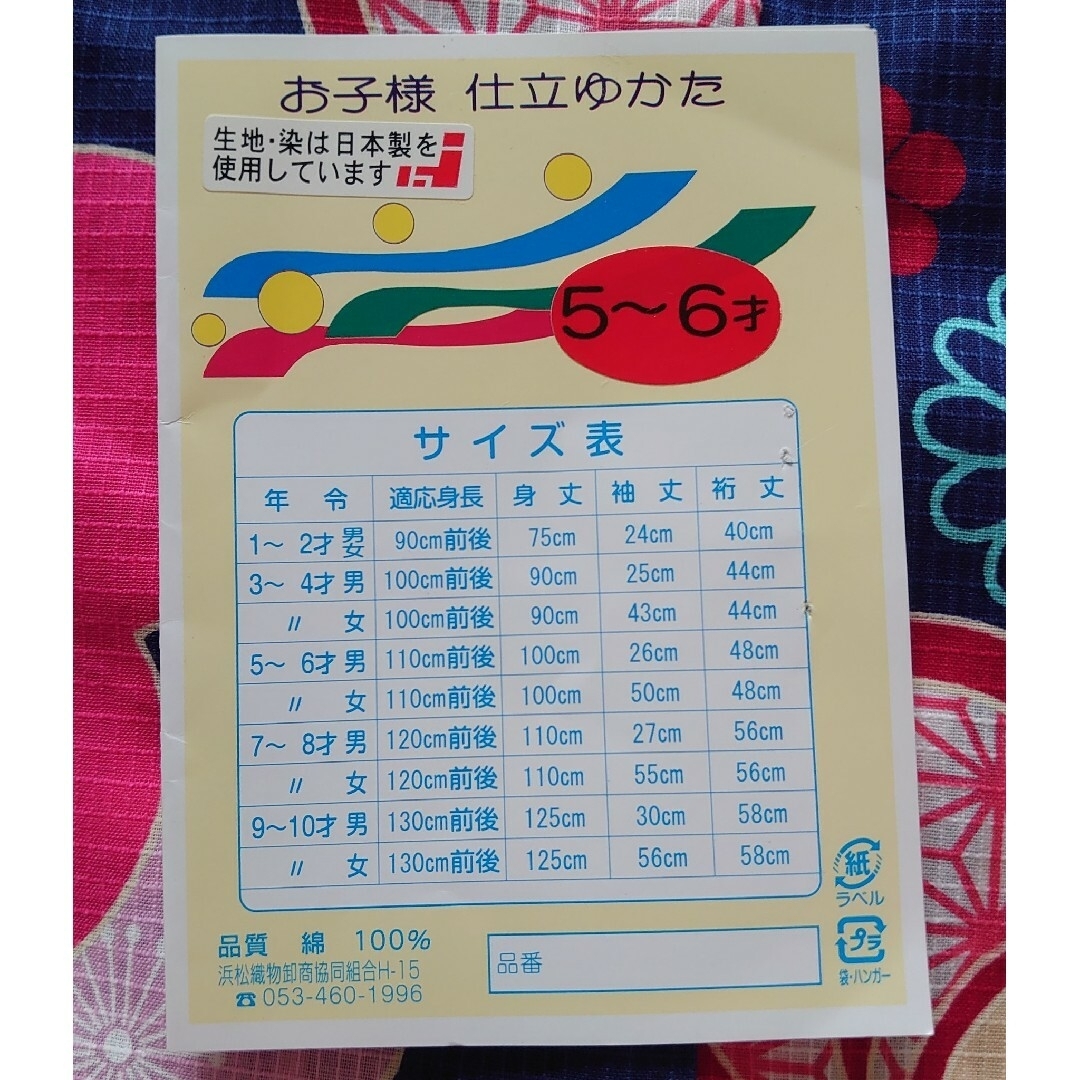 お子様 仕立ゆかた
生地・染は日本製を
使用しています
5〜6才
サイズ表
年令 適応身長 身丈 袖丈 裄丈
1〜2才 男女 90cm前後 75cm 24cm 40cm
3〜4才 男 100cm前後 90cm 25cm 44cm
〃 女 100cm前後 90cm 43cm 44cm
5〜6才 男 110cm前後 100cm 26cm 48cm
〃 女 110cm前後 100cm 50cm 48cm
7〜8才 男 120cm前後 110cm 27cm 56cm
〃 女 120cm前後 110cm 55cm 56cm
9〜10才 男 130cm前後 125cm 30cm 58cm
〃 女 130cm前後 125cm 56cm 58cm
紙
ラベル
品質 綿 100%
浜松織物卸商協同組合H-15
☎053-460-1996
品番
プラ
袋・ハンガー